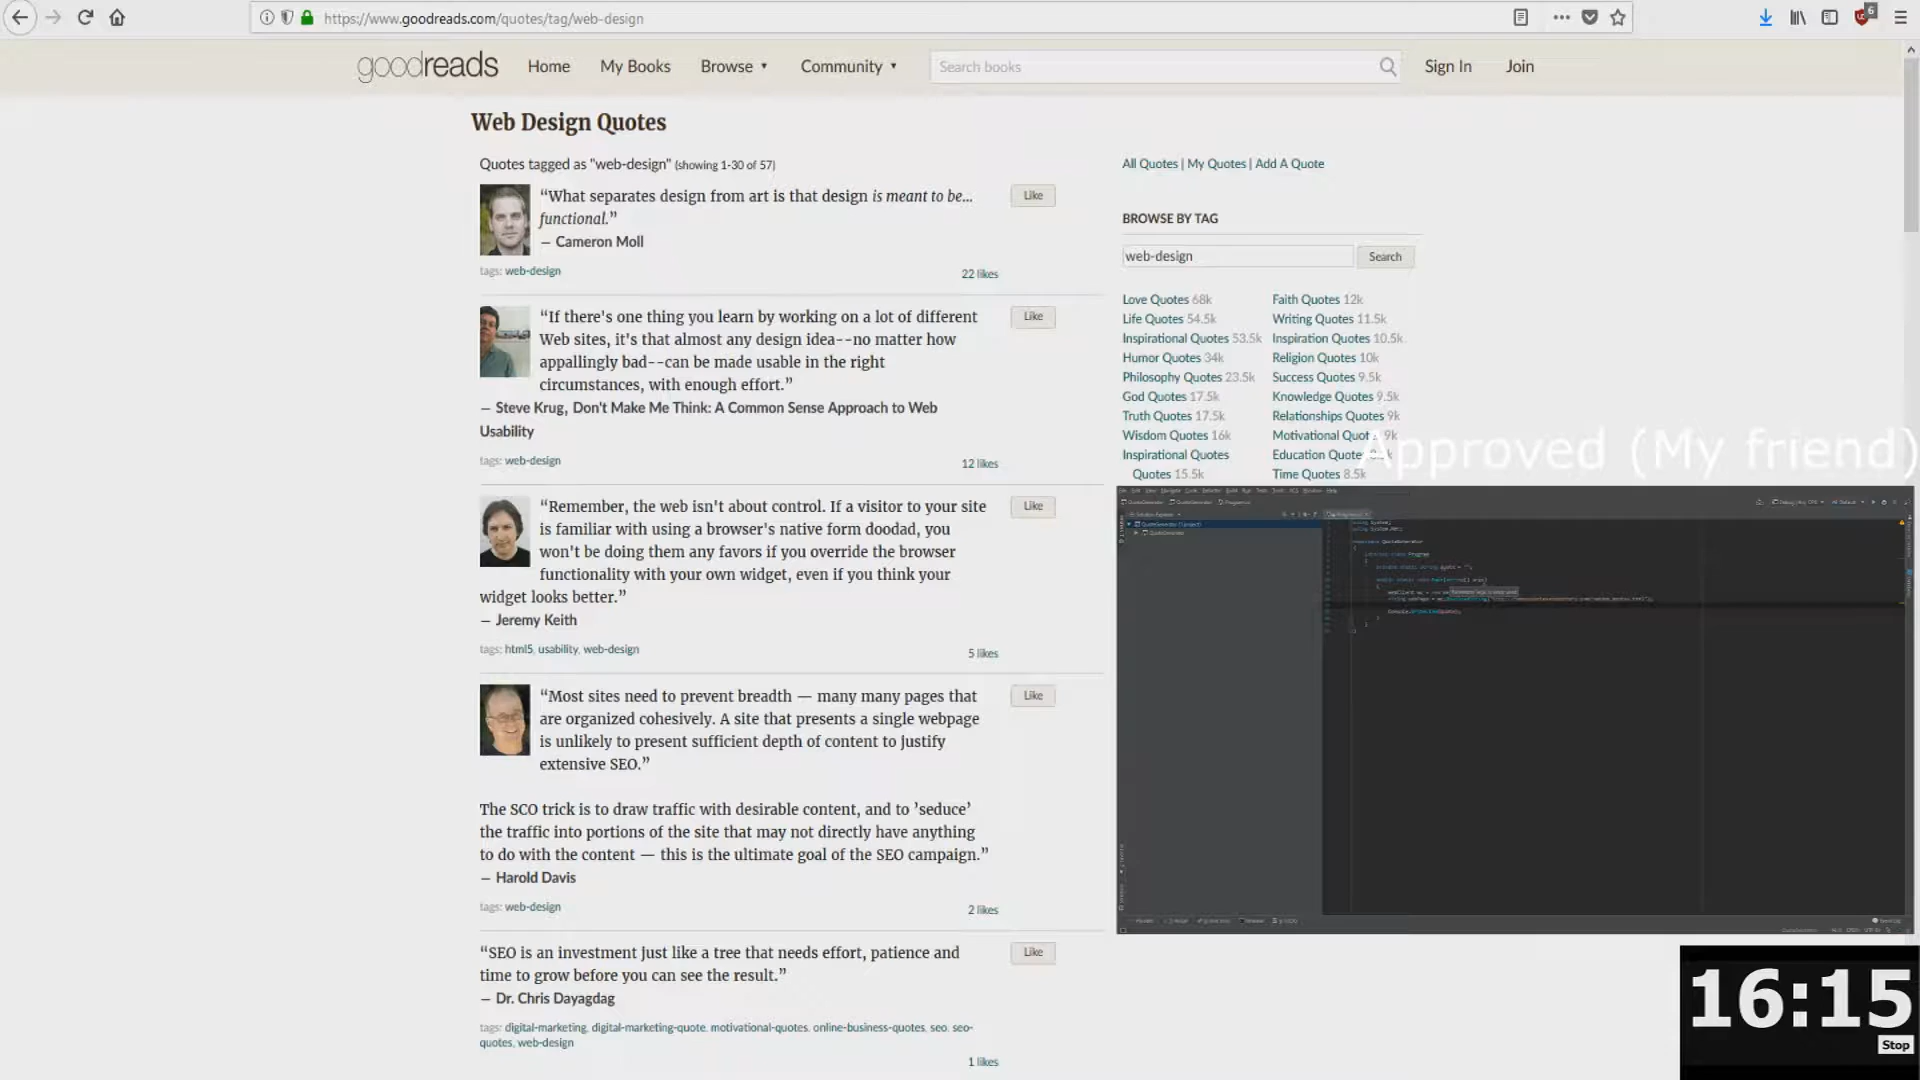 https://www.goodreads.com/quotes/tag/web-design
6
goodreads Home My Books Browse ▼ Community ▼ Search books Sign In Join
Web Design Quotes
Quotes tagged as "web-design" (showing 1-30 of 57)
All Quotes | My Quotes | Add A Quote
“What separates design from art is that design is meant to be...
functional.”
― Cameron Moll
tags: web-design
22 likes
Like
“If there's one thing you learn by working on a lot of different
Web sites, it's that almost any design idea--no matter how
appallingly bad--can be made usable in the right
circumstances, with enough effort.”
― Steve Krug, Don't Make Me Think: A Common Sense Approach to Web
Usability
tags: web-design
12 likes
Like
“Remember, the web isn't about control. If a visitor to your site
is familiar with using a browser's native form doodad, you
won't be doing them any favors if you override the browser
functionality with your own widget, even if you think your
widget looks better.”
― Jeremy Keith
tags: html5, usability, web-design
5 likes
Like
“Most sites need to prevent breadth — many many pages that
are organized cohesively. A site that presents a single webpage
is unlikely to present sufficient depth of content to justify
extensive SEO.”
The SCO trick is to draw traffic with desirable content, and to ’seduce’
the traffic into portions of the site that may not directly have anything
to do with the content — this is the ultimate goal of the SEO campaign.”
― Harold Davis
tags: web-design
2 likes
Like
“SEO is an investment just like a tree that needs effort, patience and
time to grow before you can see the result.”
― Dr. Chris Dayagdag
tags: digital-marketing, digital-marketing-quote, motivational-quotes, online-business-quotes, seo, seo-
quotes, web-design
1 likes
Like
BROWSE BY TAG
web-design Search
Love Quotes 68k
Life Quotes 54.5k
Inspirational Quotes 53.5k
Humor Quotes 34k
Philosophy Quotes 23.5k
God Quotes 17.5k
Truth Quotes 17.5k
Wisdom Quotes 16k
Inspirational Quotes
Quotes 15.5k
Faith Quotes 12k
Writing Quotes 11.5k
Inspiration Quotes 10.5k
Religion Quotes 10k
Success Quotes 9.5k
Knowledge Quotes 9.5k
Relationships Quotes 9k
Motivational Quotes 9k
Education Quotes
Time Quotes 8.5k
Approved (My friend)
16:15
Stop